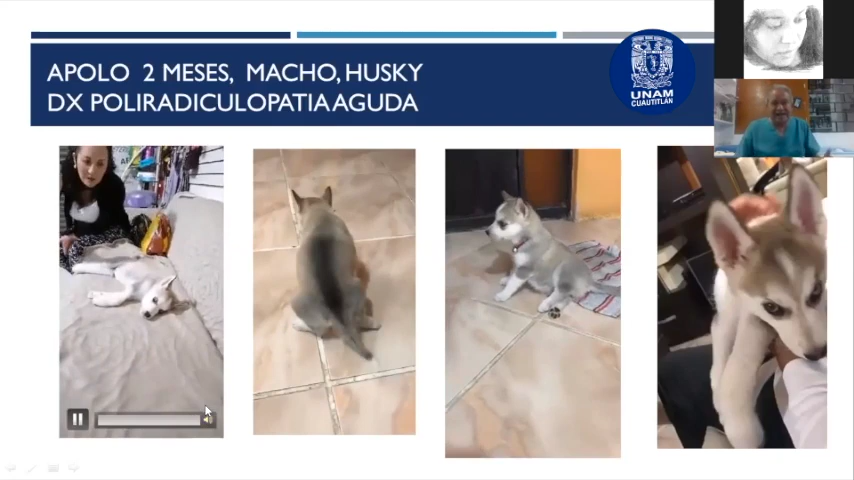 APOLO 2 MESES, MACHO, HUSKY
DX POLIRADICULOPATIA AGUDA
UNAM
CUAUTITLAN